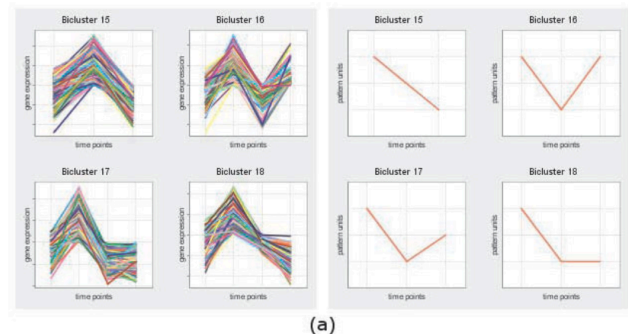 Bicluster 15
Bicluster 16
gene expression
gene expression
time points
time points
Bicluster 17
Bicluster 18
gene expression
gene expression
time points
time points
Bicluster 15
Bicluster 16
pattern units
pattern units
time points
time points
Bicluster 17
Bicluster 18
pattern units
pattern units
time points
time points
(a)